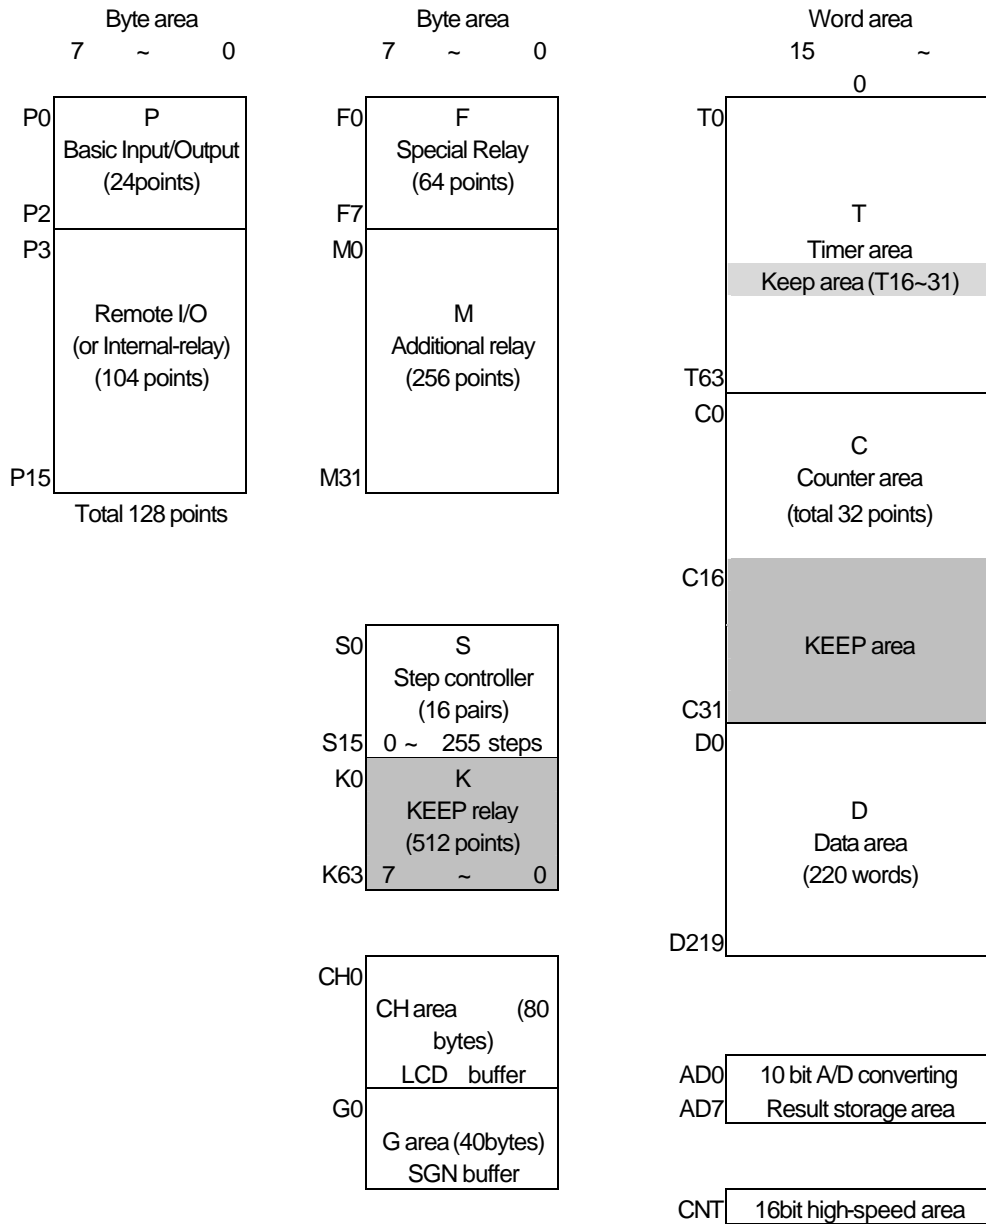 Byte area
7 ~ 0
P0
P
Basic Input/Output
(24points)
P2
P3
Remote I/O
(or Internal-relay)
(104 points)
P15
Total 128 points
Byte area
7 ~ 0
F0
F
Special Relay
(64 points)
F7
M0
M
Additional relay
(256 points)
M31
S0
S
Step controller
(16 pairs)
S15 0 ~ 255 steps
K0
K
KEEP relay
(512 points)
K63 7 ~ 0
CH0
CH area (80
bytes)
LCD buffer
G0
G area (40bytes)
SGN buffer
Word area
15 ~
0
T0
T
Timer area
Keep area (T16~31)
T63
C0
C
Counter area
(total 32 points)
C16
KEEP area
C31
D0
D
Data area
(220 words)
D219
AD0 10 bit A/D converting
AD7 Result storage area
CNT 16bit high-speed area